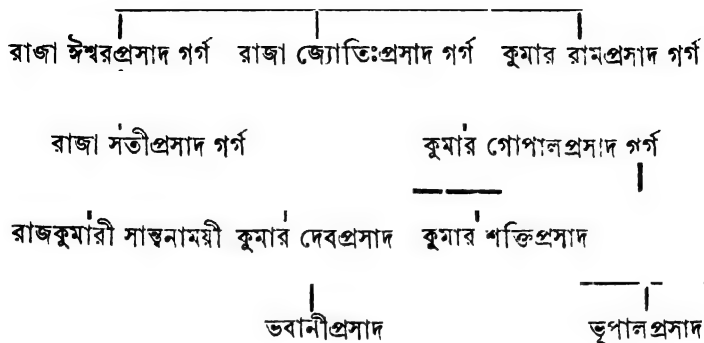 রাজা ঈশ্বরপ্রসাদ গর্গ রাজা জ্যোতিঃপ্রসাদ গর্গ কুমার রামপ্রসাদ গর্গ
রাজা সতীপ্রসাদ গর্গ কুমার গোপালপ্রসাদ গর্গ
রাজকুমারী সান্ত্বনাময়ী কুমার দেবপ্রসাদ কুমার শক্তিপ্রসাদ
ভবানীপ্রসাদ ভূপালপ্রসাদ